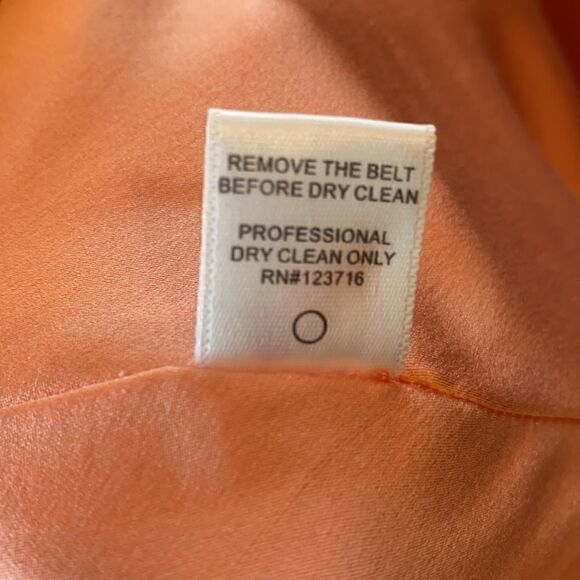 REMOVE THE BELT
BEFORE DRY CLEAN
PROFESSIONAL
DRY CLEAN ONLY
RN#123716